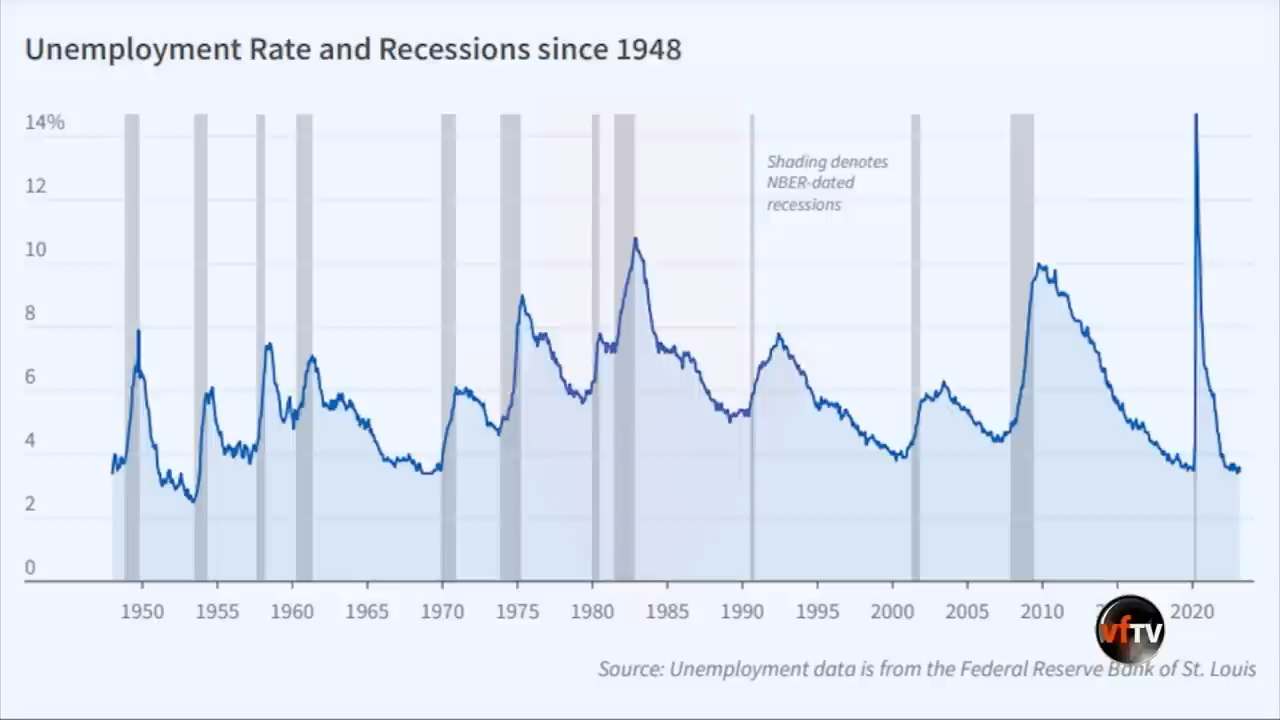 Unemployment Rate and Recessions since 1948
14%
12
10
8
6
4
2
0
Shading denotes
NBER-dated
recessions
1950 1955 1960 1965 1970 1975 1980 1985 1990 1995 2000 2005 2010 2020
vfTV
Source: Unemployment data is from the Federal Reserve Bank of St. Louis